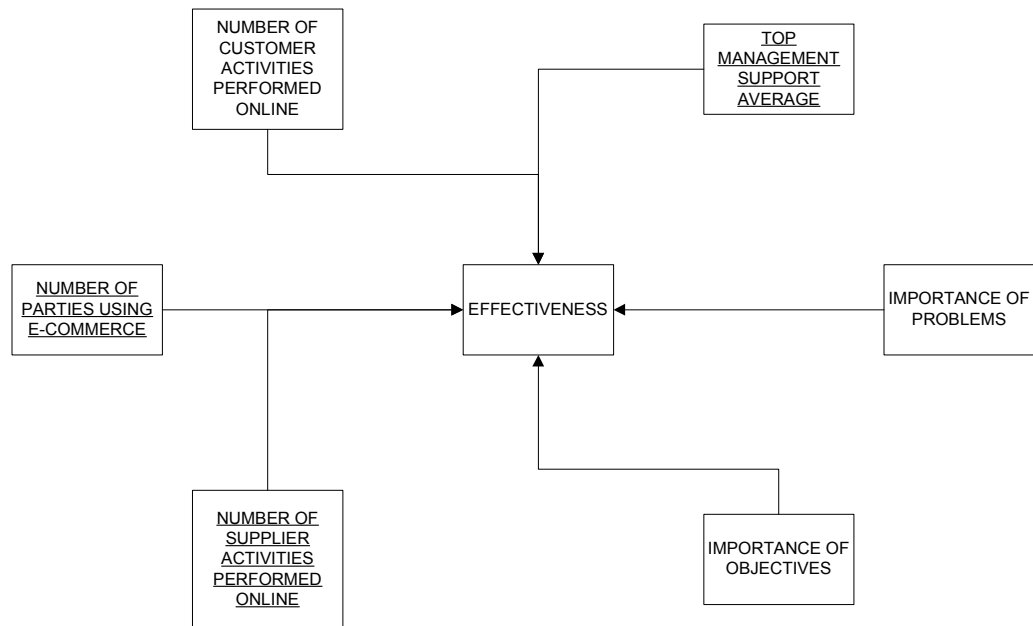 NUMBER OF
CUSTOMER
ACTIVITIES
PERFORMED
ONLINE
TOP
MANAGEMENT
SUPPORT
AVERAGE
NUMBER OF
PARTIES USING
E-COMMERCE
EFFECTIVENESS
IMPORTANCE OF
PROBLEMS
NUMBER OF
SUPPLIER
ACTIVITIES
PERFORMED
ONLINE
IMPORTANCE OF
OBJECTIVES